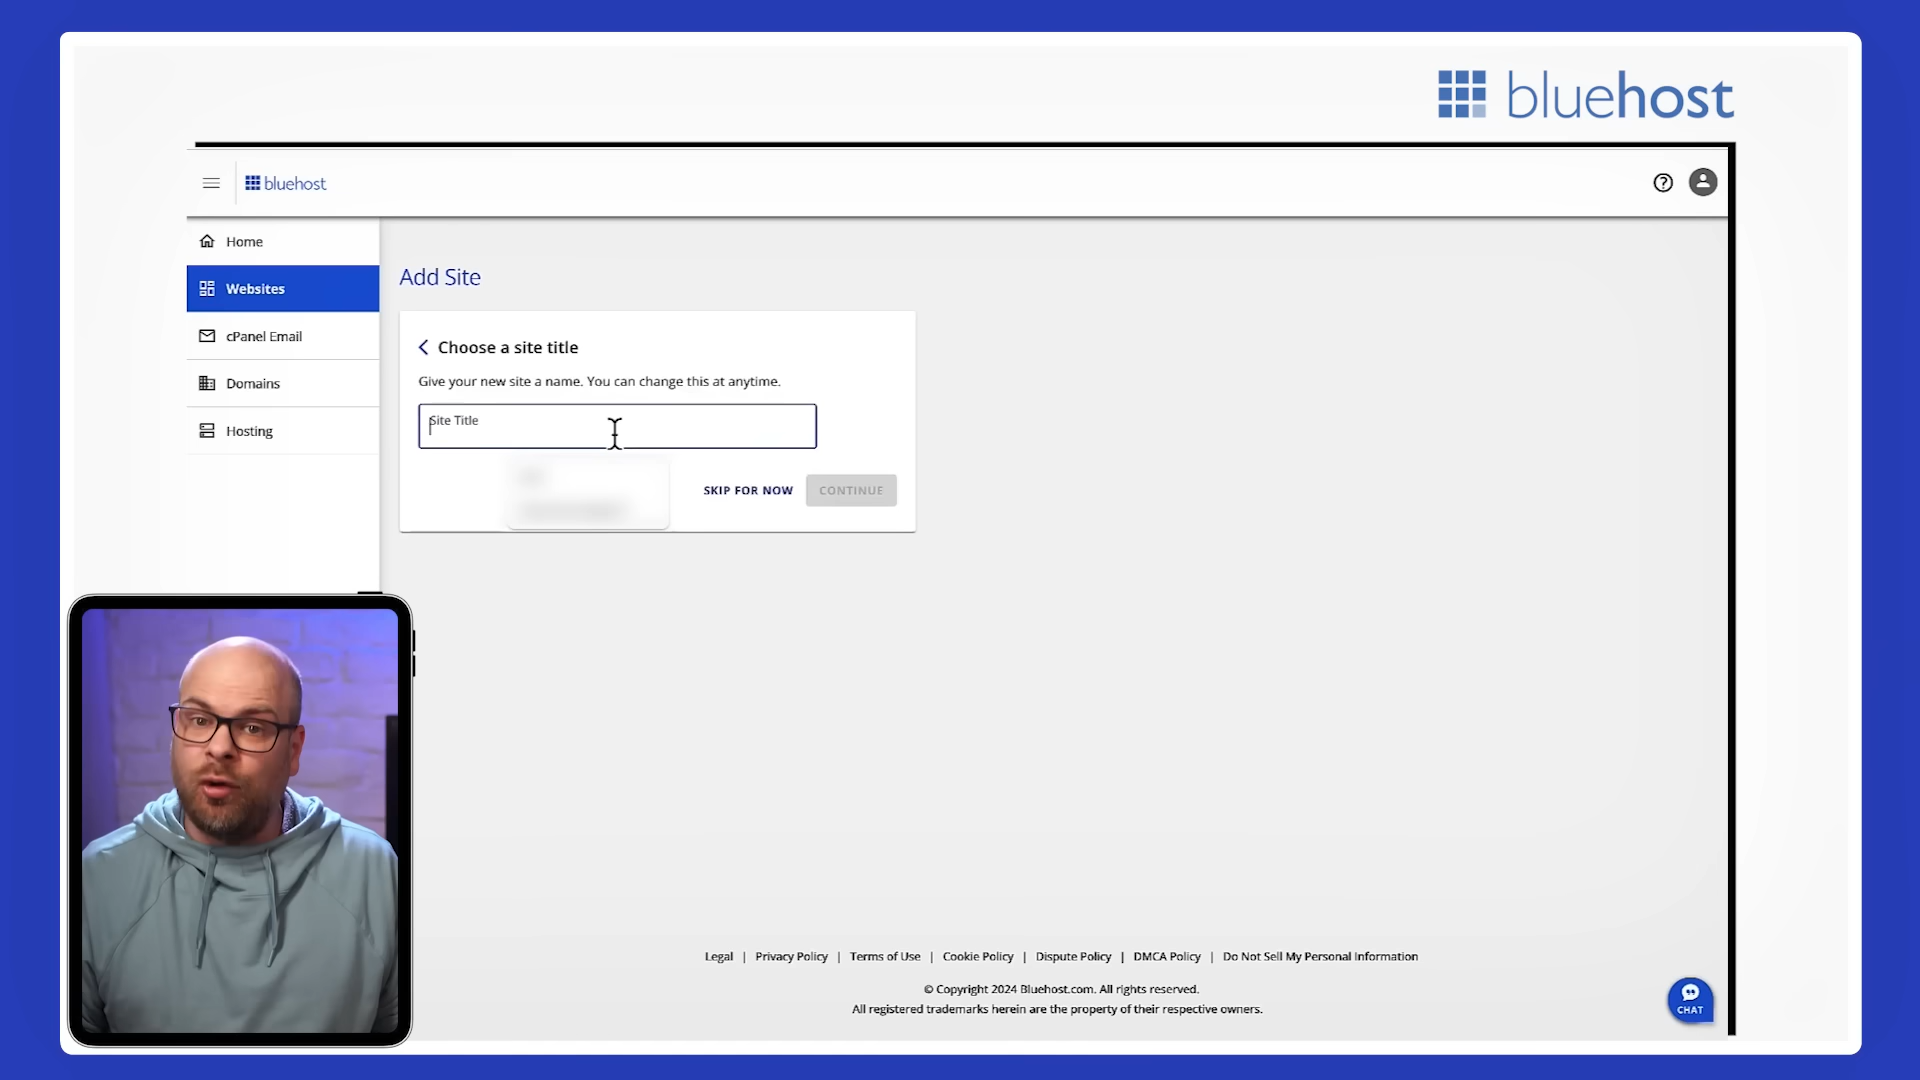 bluehost
bluehost
Home
Websites
cPanel Email
Domains
Hosting
Add Site
Choose a site title
Give your new site a name. You can change this at anytime.
Site Title
SKIP FOR NOW
CONTINUE
Legal | Privacy Policy | Terms of Use | Cookie Policy | Dispute Policy | DMCA Policy | Do Not Sell My Personal Information
© Copyright 2024 Bluehost.com. All rights reserved.
All registered trademarks herein are the property of their respective owners.
CHAT